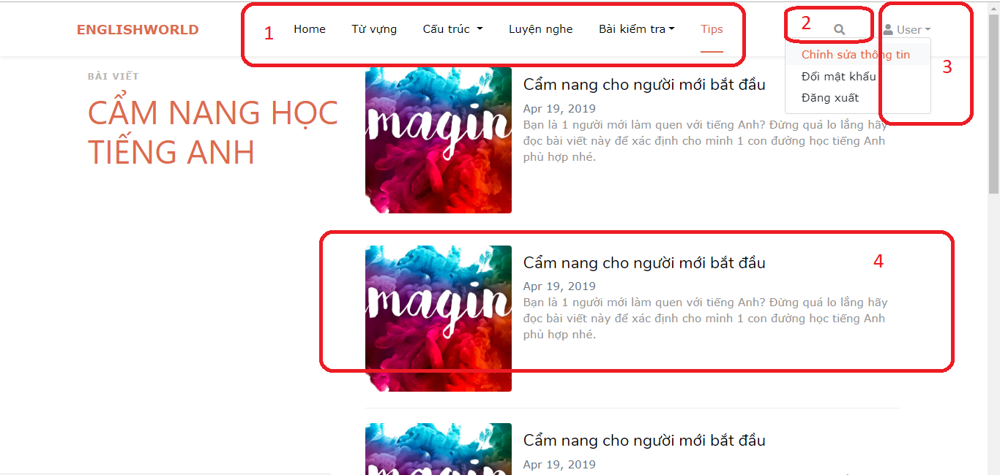 ENGLISHWORLD
1 Home Từ vựng Cấu trúc Luyện nghe Bài kiểm tra Tips
2
User
Chỉnh sửa thông tin
Đổi mật khẩu
Đăng xuất
3
BÀI VIẾT
CẨM NANG HỌC
TIẾNG ANH
magin
Cẩm nang cho người mới bắt đầu
Apr 19, 2019
Bạn là 1 người mới làm quen với tiếng Anh? Đừng quá lo lắng hãy
đọc bài viết này để xác định cho mình 1 con đường học tiếng Anh
phù hợp nhé.
magin
Cẩm nang cho người mới bắt đầu
4
Apr 19, 2019
Bạn là 1 người mới làm quen với tiếng Anh? Đừng quá lo lắng hãy
đọc bài viết này để xác định cho mình 1 con đường học tiếng Anh
phù hợp nhé.
magin
Cẩm nang cho người mới bắt đầu
Apr 19, 2019